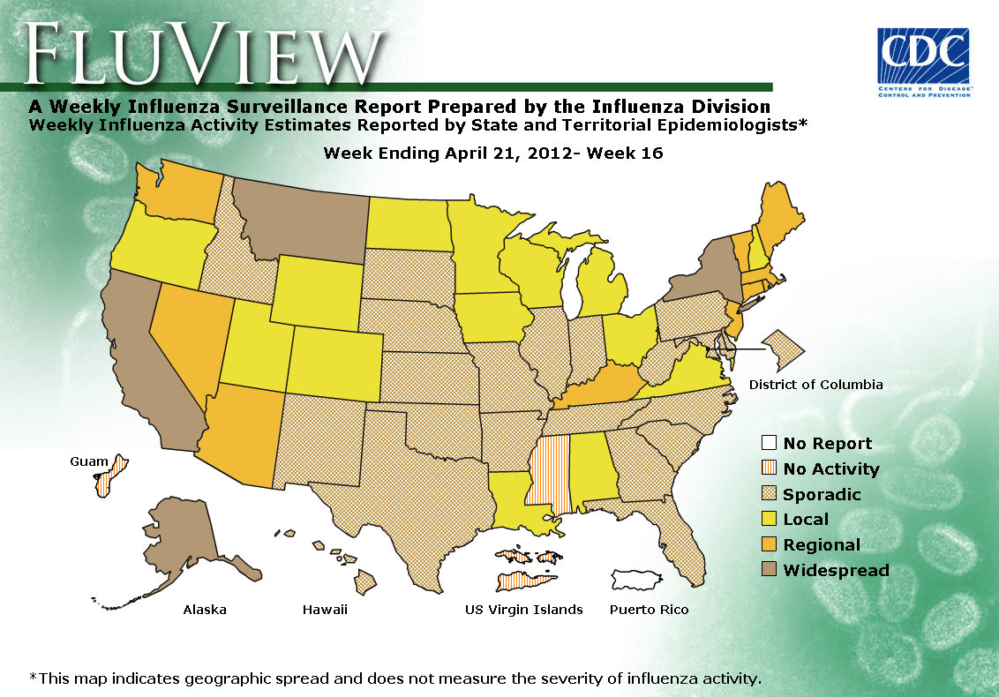 FLUVIEW
CDC
CENTERS FOR DISEASE™
CONTROL AND PREVENTION
A Weekly Influenza Surveillance Report Prepared by the Influenza Division
Weekly Influenza Activity Estimates Reported by State and Territorial Epidemiologists*
Week Ending April 21, 2012- Week 16
District of Columbia
No Report
Guam
No Activity
Sporadic
Local
Regional
Widespread
Alaska
Hawaii
US Virgin Islands
Puerto Rico
*This map indicates geographic spread and does not measure the severity of influenza activity.